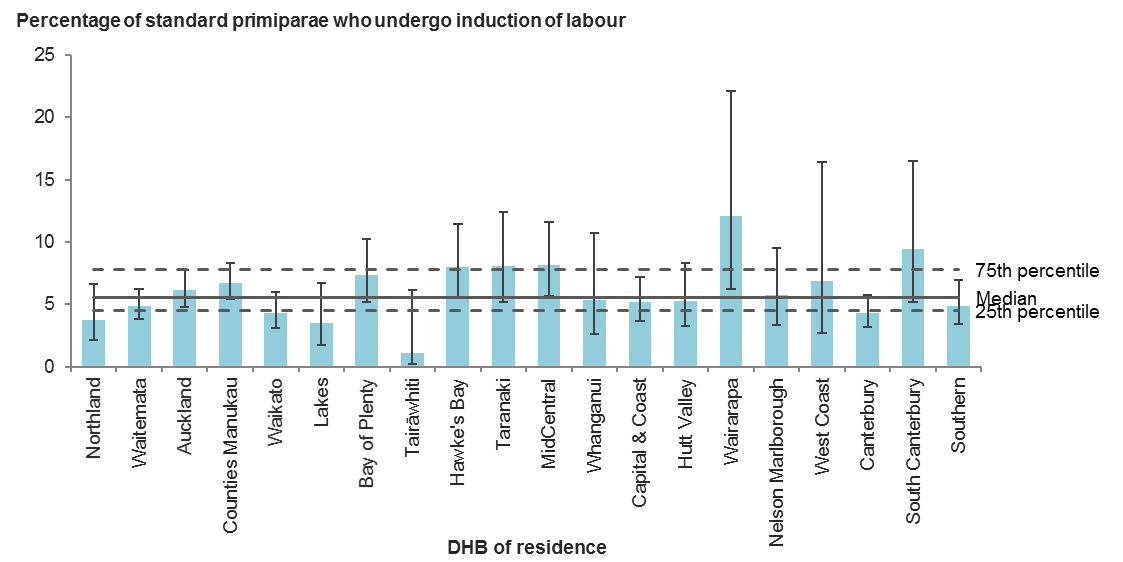 Percentage of standard primiparae who undergo induction of labour
25
20
15
10
5
0
75th percentile
Median
25th percentile
Northland
Waitemata
Auckland
Counties Manukau
Waikato
Lakes
Bay of Plenty
Tairāwhiti
Hawke's Bay
Taranaki
MidCentral
Whanganui
Capital & Coast
Hutt Valley
Wairarapa
Nelson Marlborough
West Coast
Canterbury
South Canterbury
Southern
DHB of residence